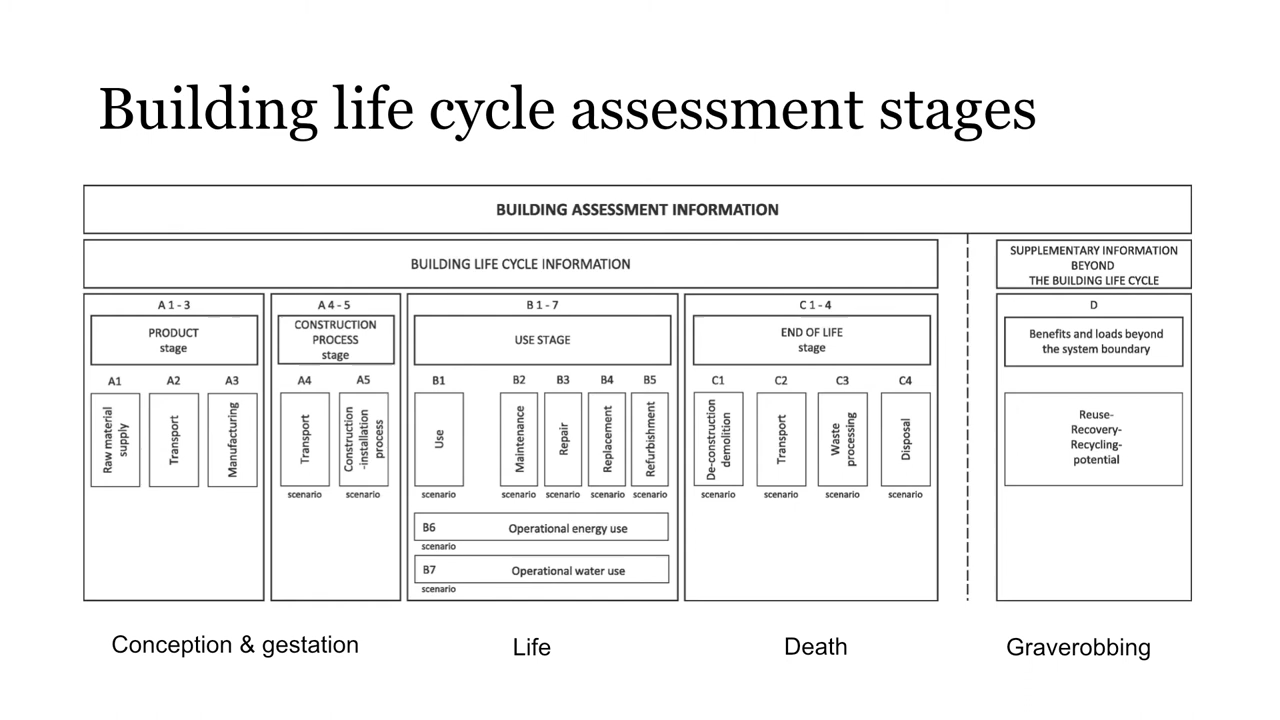 Building life cycle assessment stages
BUILDING ASSESSMENT INFORMATION
BUILDING LIFE CYCLE INFORMATION
SUPPLEMENTARY INFORMATION
BEYOND
THE BUILDING LIFE CYCLE
A 1 - 3
PRODUCT
stage
A1
A2
A3
Raw material
supply
Transport
Manufacturing
A 4 - 5
CONSTRUCTION
PROCESS
stage
A4
A5
Transport
Construction
-installation
process
scenario
scenario
B 1 - 7
USE STAGE
B1
B2
B3
B4
B5
Use
Maintenance
Repair
Replacement
Refurbishment
scenario
scenario
scenario
scenario
scenario
B6
Operational energy use
scenario
B7
Operational water use
scenario
C 1 - 4
END OF LIFE
stage
C1
C2
C3
C4
De-construction
demolition
Transport
Waste
processing
Disposal
scenario
scenario
scenario
scenario
D
Benefits and loads beyond
the system boundary
Reuse-
Recovery-
Recycling-
potential
Conception & gestation
Life
Death
Graverobbing